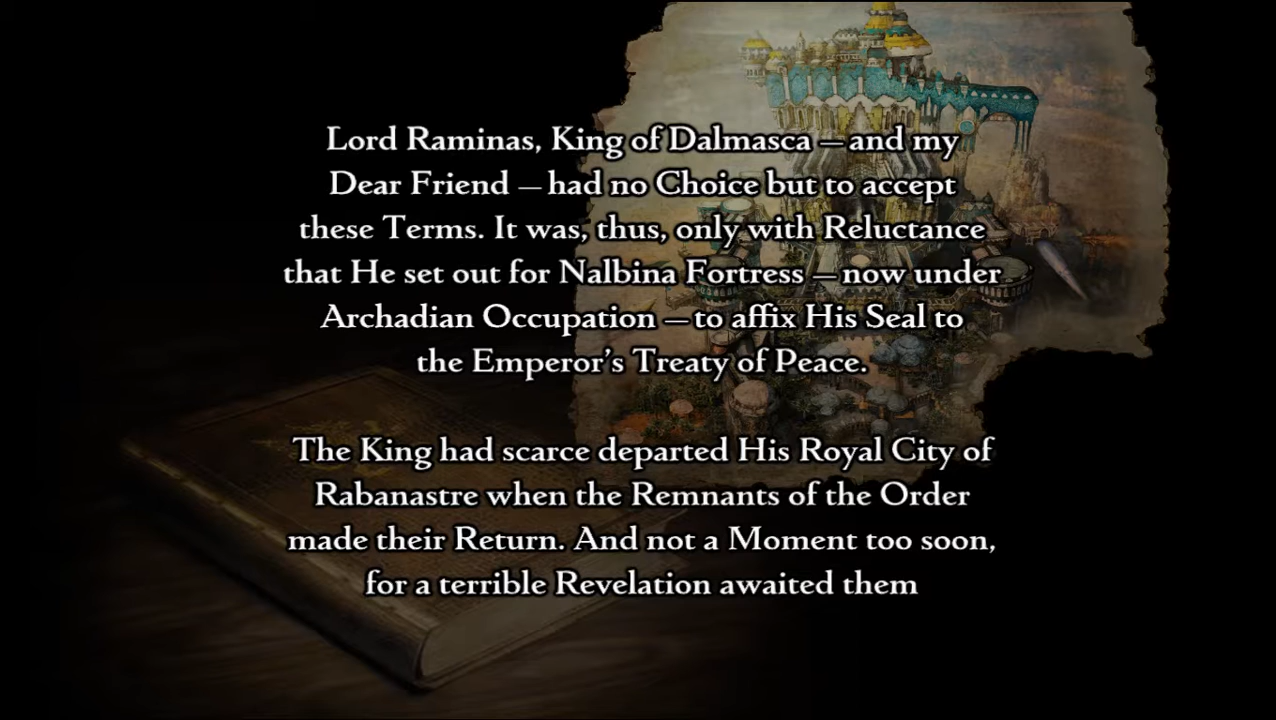 Lord Raminas, King of Dalmasca — and my
Dear Friend — had no Choice but to accept
these Terms. It was, thus, only with Reluctance
that He set out for Nalbina Fortress — now under
Archadian Occupation — to affix His Seal to
the Emperor’s Treaty of Peace.
The King had scarce departed His Royal City of
Rabanastre when the Remnants of the Order
made their Return. And not a Moment too soon,
for a terrible Revelation awaited them